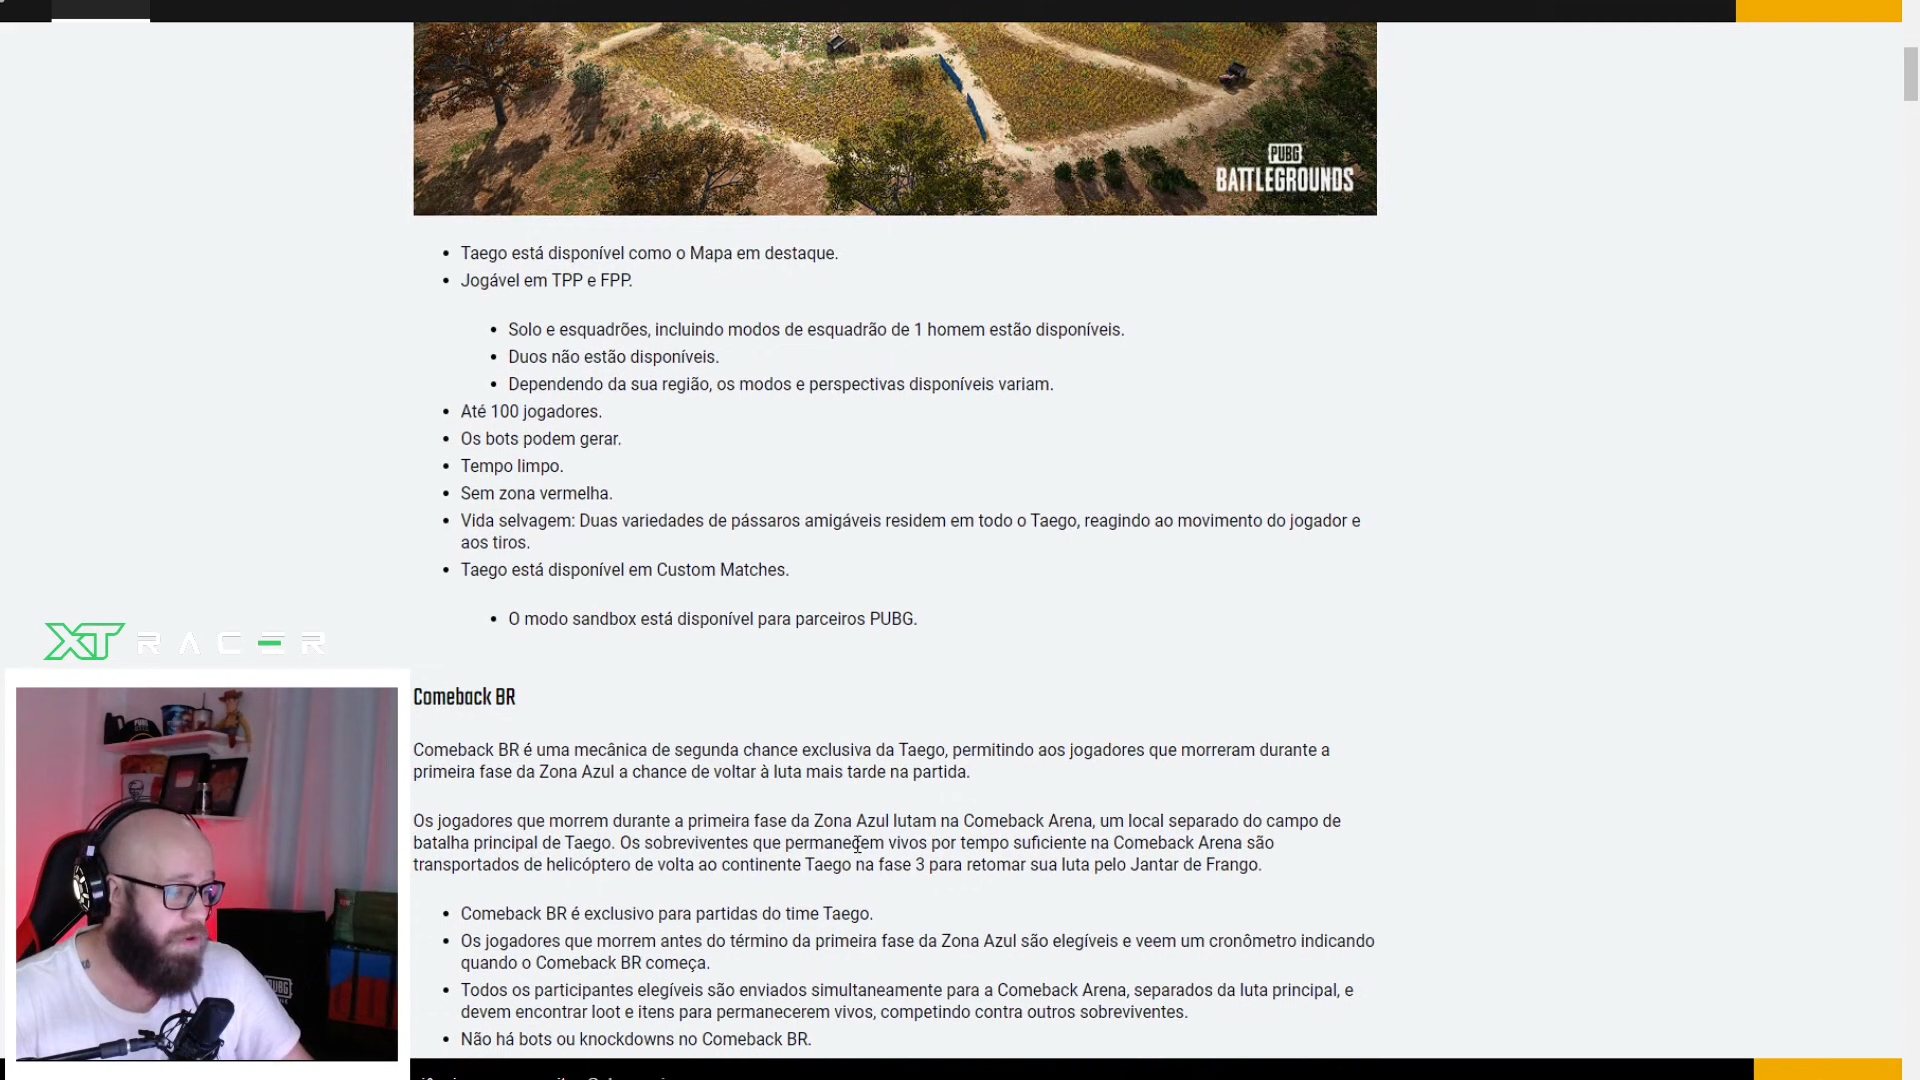 PUBG
BATTLEGROUNDS
Taego está disponível como o Mapa em destaque.
Jogável em TPP e FPP.
Solo e esquadrões, incluindo modos de esquadrão de 1 homem estão disponíveis.
Duos não estão disponíveis.
Dependendo da sua região, os modos e perspectivas disponíveis variam.
Até 100 jogadores.
Os bots podem gerar.
Tempo limpo.
Sem zona vermelha.
Vida selvagem: Duas variedades de pássaros amigáveis residem em todo o Taego, reagindo ao movimento do jogador e
aos tiros.
Taego está disponível em Custom Matches.
O modo sandbox está disponível para parceiros PUBG.
XT RACER
Comeback BR
Comeback BR é uma mecânica de segunda chance exclusiva da Taego, permitindo aos jogadores que morreram durante a
primeira fase da Zona Azul a chance de voltar à luta mais tarde na partida.
Os jogadores que morrem durante a primeira fase da Zona Azul lutam na Comeback Arena, um local separado do campo de
batalha principal de Taego. Os sobreviventes que permanecem vivos por tempo suficiente na Comeback Arena são
transportados de helicóptero de volta ao continente Taego na fase 3 para retomar sua luta pelo Jantar de Frango.
Comeback BR é exclusivo para partidas do time Taego.
Os jogadores que morrem antes do término da primeira fase da Zona Azul são elegíveis e veem um cronômetro indicando
quando o Comeback BR começa.
Todos os participantes elegíveis são enviados simultaneamente para a Comeback Arena, separados da luta principal, e
devem encontrar loot e itens para permanecerem vivos, competindo contra outros sobreviventes.
Não há bots ou knockdowns no Comeback BR.